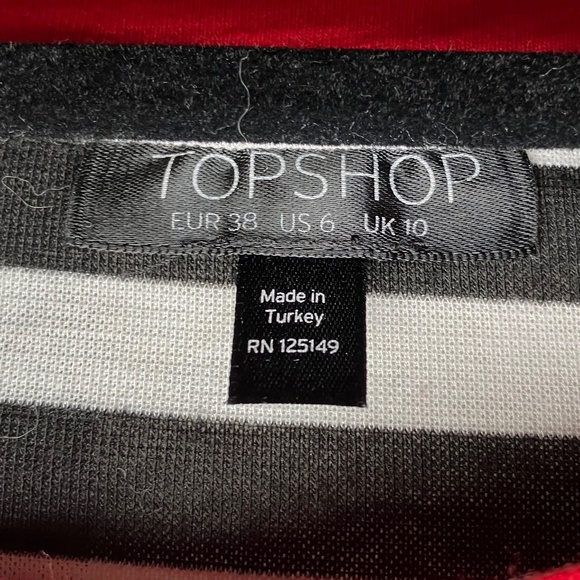 TOPSHOP
EUR 38 US 6 UK 10
Made in
Turkey
RN 125149